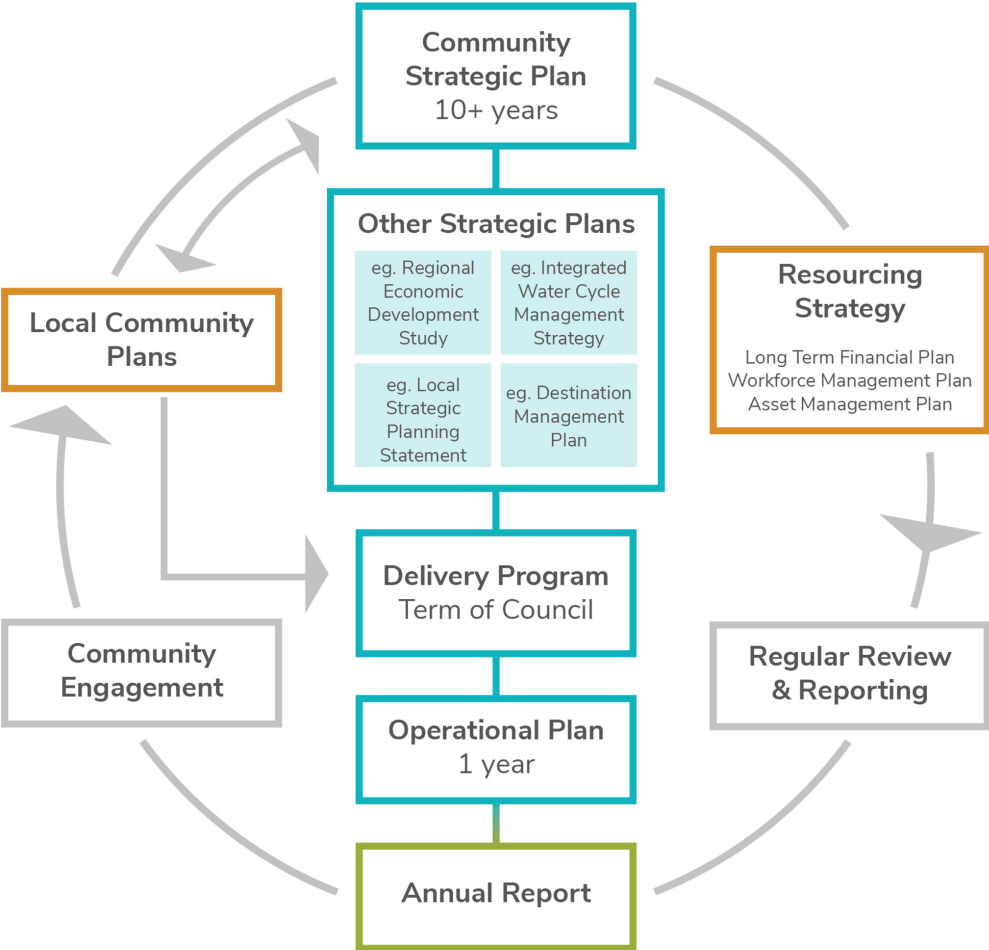 Community
Strategic Plan
10+ years
Other Strategic Plans
eg. Regional
Economic
Development
Study
eg. Integrated
Water Cycle
Management
Strategy
eg. Local
Strategic
Planning
Statement
eg. Destination
Management
Plan
Resourcing
Strategy
Long Term Financial Plan
Workforce Management Plan
Asset Management Plan
Local Community
Plans
Delivery Program
Term of Council
Community
Engagement
Regular Review
& Reporting
Operational Plan
1 year
Annual Report